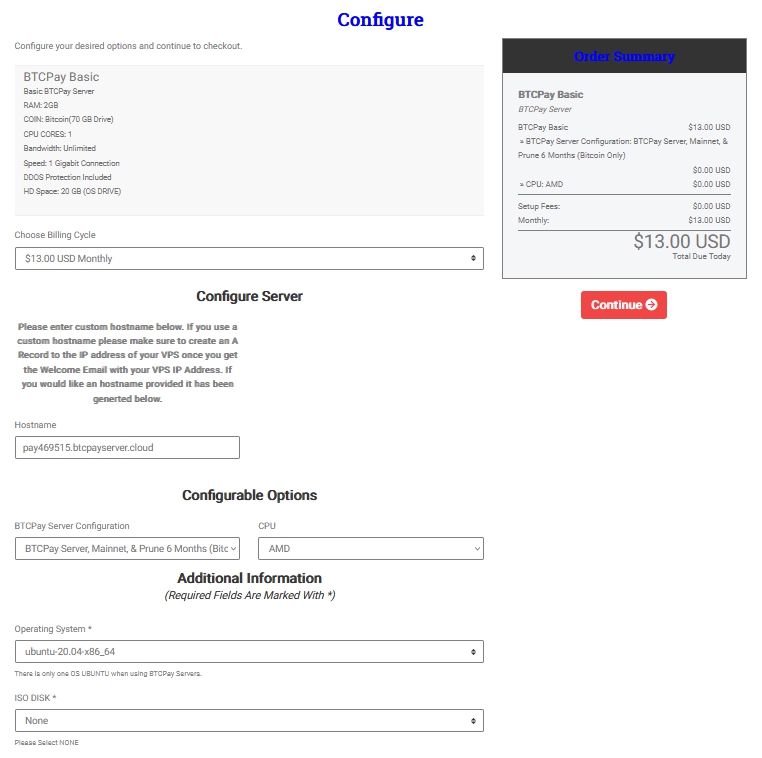 Configure
Configure your desired options and continue to checkout.
BTCPay Basic
Basic BTCPay Server
RAM: 2GB
COIN: Bitcoin(70 GB Drive)
CPU CORES: 1
Bandwidth: Unlimited
Speed: 1 Gigabit Connection
DDOS Protection Included
HD Space: 20 GB (OS DRIVE)
Choose Billing Cycle
$13.00 USD Monthly
Configure Server
Please enter custom hostname below. If you use a
custom hostname please make sure to create an A
Record to the IP address of your VPS once you get
the Welcome Email with your VPS IP Address. If
you would like an hostname provided it has been
generted below.
Hostname
pay469515.btcpayserver.cloud
Configurable Options
BTCPay Server Configuration
BTCPay Server, Mainnet, & Prune 6 Months (Bitc
CPU
AMD
Additional Information
(Required Fields Are Marked With *)
Operating System *
ubuntu-20.04-x86_64
There is only one OS UBUNTU when using BTCPay Servers.
ISO DISK *
None
Please Select NONE
Order Summary
BTCPay Basic
BTCPay Server
BTCPay Basic $13.00 USD
» BTCPay Server Configuration: BTCPay Server, Mainnet, &
Prune 6 Months (Bitcoin Only)
$0.00 USD
» CPU: AMD $0.00 USD
Setup Fees: $0.00 USD
Monthly: $13.00 USD
$13.00 USD
Total Due Today
Continue